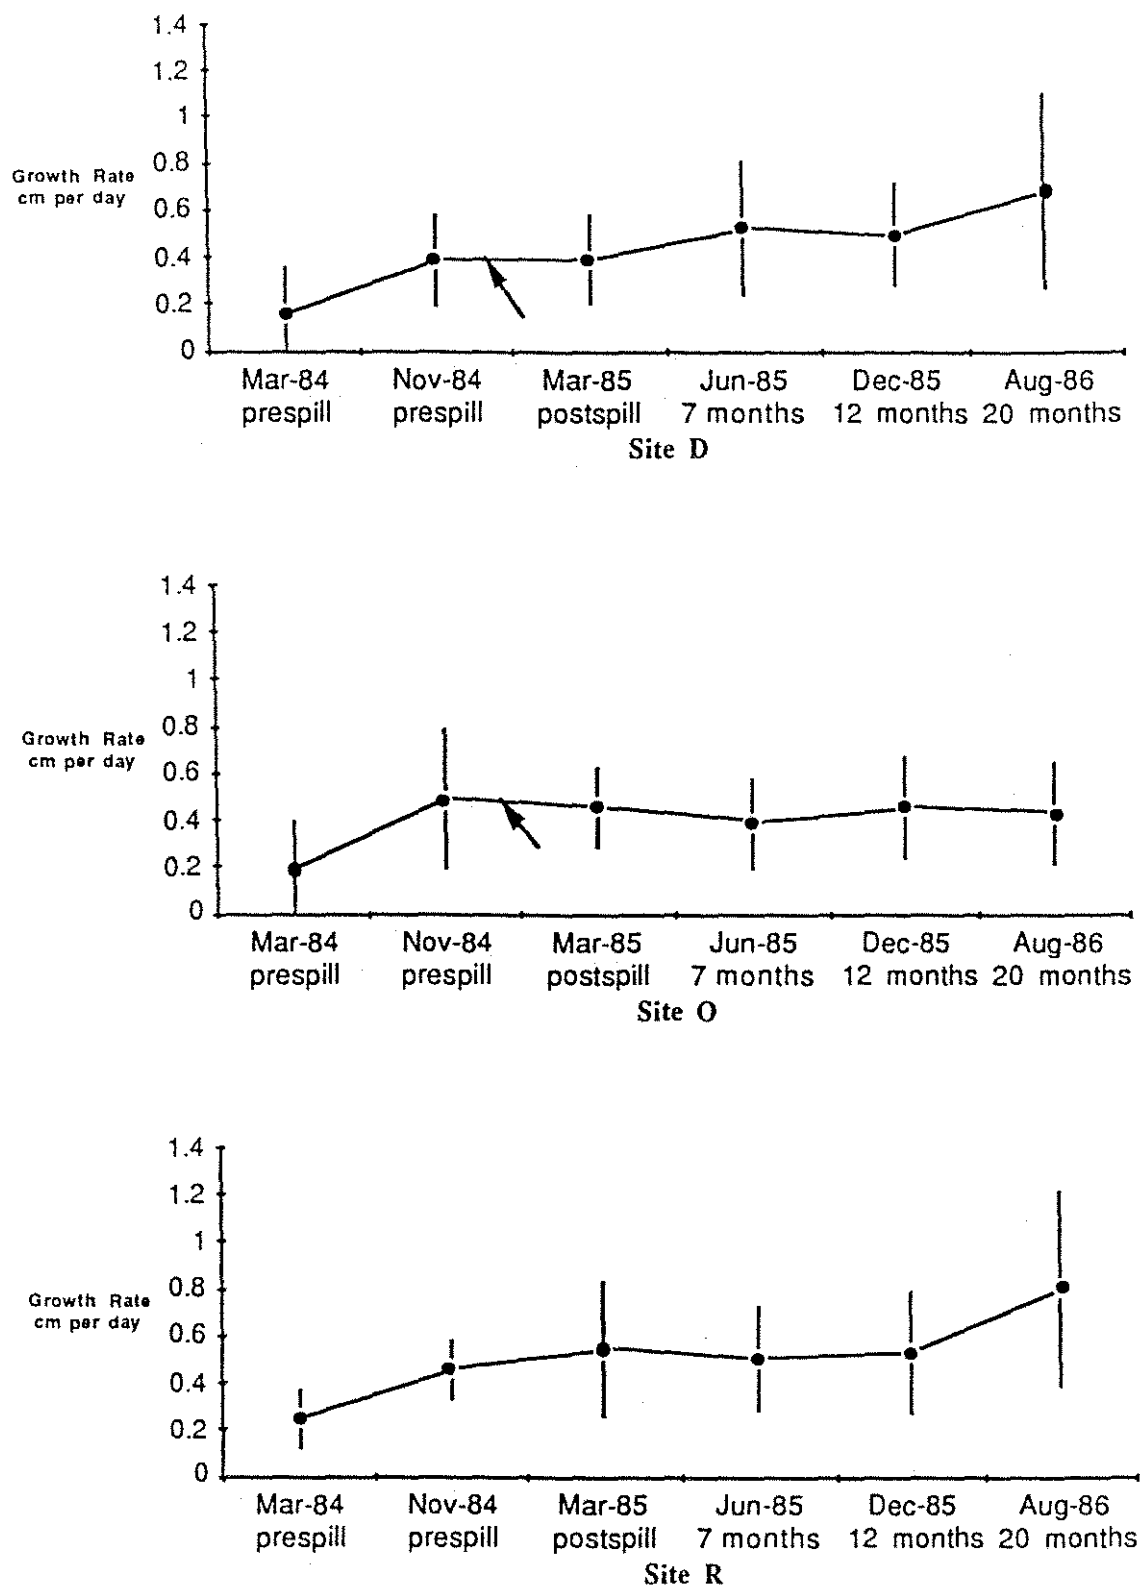 1.4
1.2
1
0.8
0.6
0.4
0.2
0
Growth Rate
cm per day
Mar-84 Nov-84 Mar-85 Jun-85 Dec-85 Aug-86
prespill prespill postspill 7 months 12 months 20 months
Site D
1.4
1.2
1
0.8
0.6
0.4
0.2
0
Growth Rate
cm per day
Mar-84 Nov-84 Mar-85 Jun-85 Dec-85 Aug-86
prespill prespill postspill 7 months 12 months 20 months
Site O
1.4
1.2
1
0.8
0.6
0.4
0.2
0
Growth Rate
cm per day
Mar-84 Nov-84 Mar-85 Jun-85 Dec-85 Aug-86
prespill prespill postspill 7 months 12 months 20 months
Site R